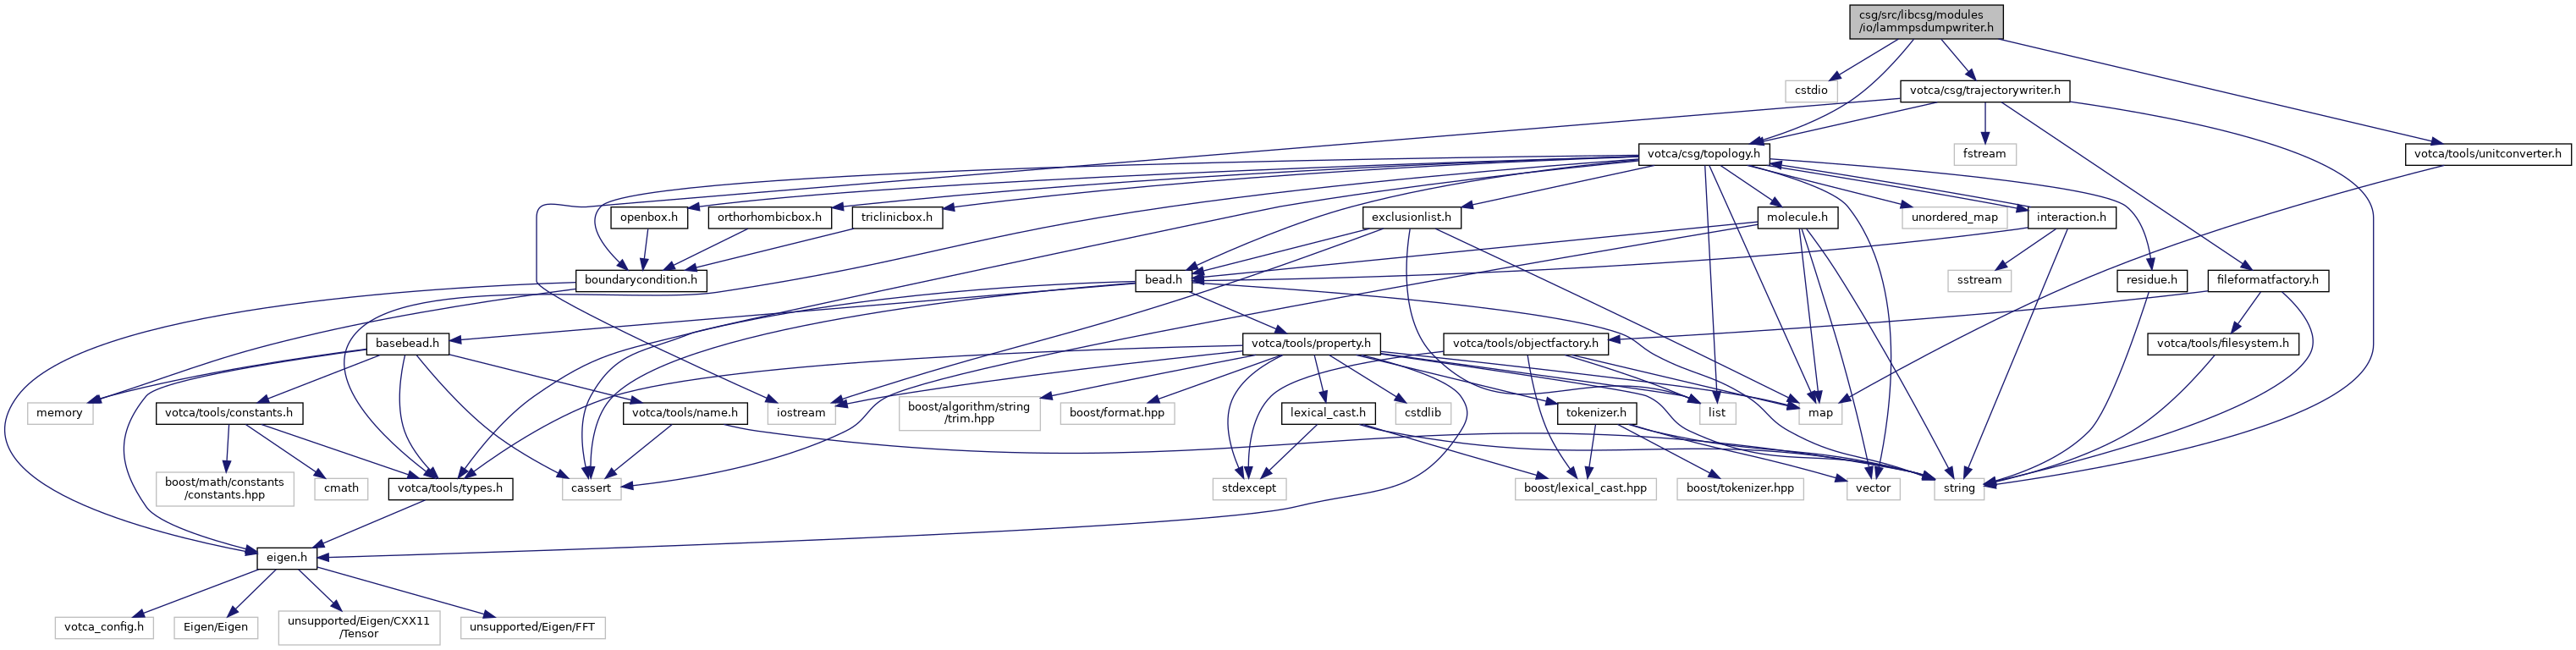 csg/src/libcsg/modules
/io/lammpsdumpwriter.h
cstdio
votca/csg/trajectorywriter.h
votca/csg/topology.h
fstream
votca/tools/unitconverter.h
openbox.h
orthorhombicbox.h
triclinicbox.h
exclusionlist.h
molecule.h
unordered_map
interaction.h
boundarycondition.h
bead.h
sstream
residue.h
fileformatfactory.h
basebead.h
votca/tools/property.h
votca/tools/objectfactory.h
votca/tools/filesystem.h
memory
votca/tools/constants.h
votca/tools/name.h
iostream
boost/algorithm/string
/trim.hpp
boost/format.hpp
lexical_cast.h
cstdlib
tokenizer.h
list
map
boost/math/constants
/constants.hpp
cmath
votca/tools/types.h
cassert
stdexcept
boost/lexical_cast.hpp
boost/tokenizer.hpp
vector
string
eigen.h
votca_config.h
Eigen/Eigen
unsupported/Eigen/CXX11
/Tensor
unsupported/Eigen/FFT